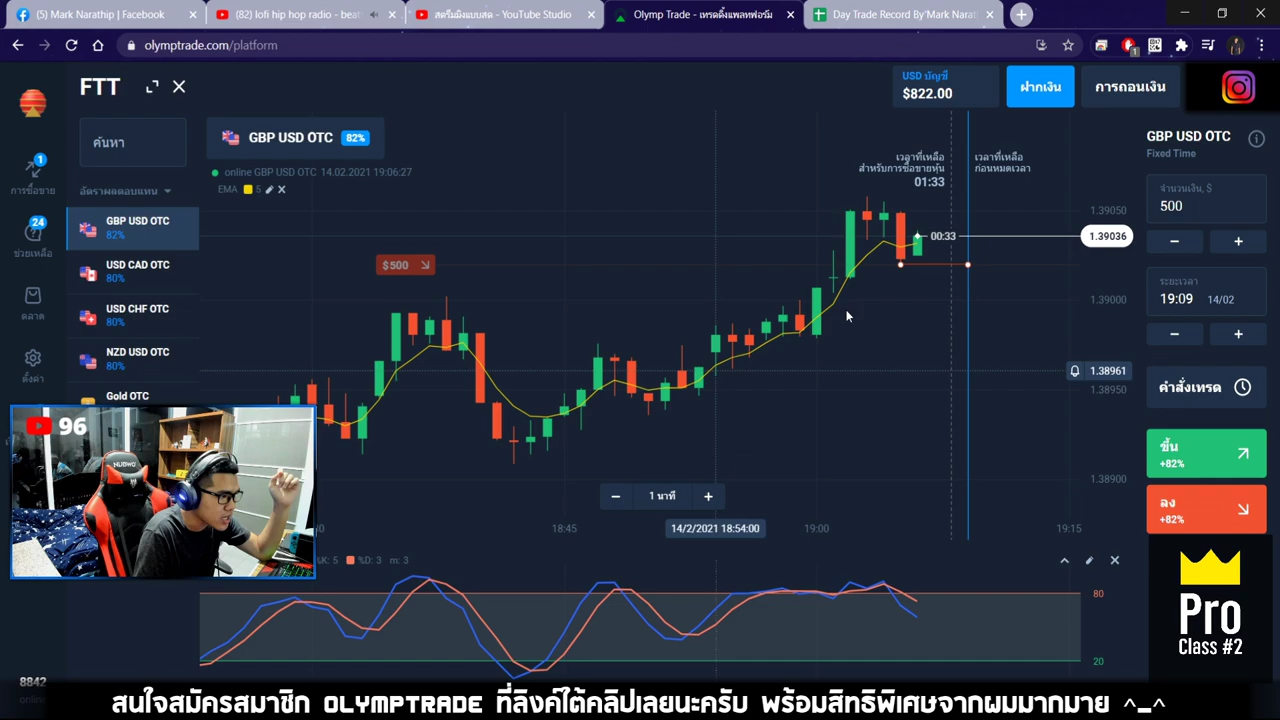 (5) Mark Narathip | Facebook
(82) lofi hip hop radio - beat
สตรีมมิงแบบสด - YouTube Studio
Olymp Trade - เทรดดิ้งแพลทฟอร์ม
Day Trade Record By'Mark Narat
olymptrade.com/platform
FTT
USD บัญชี
$822.00
ฝากเงิน
การถอนเงิน
ค้นหา
GBP USD OTC 82%
GBP USD OTC
Fixed Time
online GBP USD OTC 14.02.2021 19:06:27
EMA 5
1
การซื้อขาย
24
ช่วยเหลือ
ตลาด
ตั้งค่า
อัตราผลตอบแทน
GBP USD OTC
82%
USD CAD OTC
80%
USD CHF OTC
80%
NZD USD OTC
80%
Gold OTC
เวลาที่เหลือ
สำหรับการซื้อขายหุ้น
01:33
เวลาที่เหลือ
ก่อนหมดเวลา
$500
00:33
1.39050
1.39036
1.39000
1.38961
1.38950
1.38900
จำนวนเงิน, $
500
ระยะเวลา
19:09 14/02
คำสั่งเทรด
ขึ้น
+82%
ลง
+82%
1 นาที
18:45
14/2/2021 18:54:00
19:00
19:15
%K: 5 %D: 3 m: 3
80
20
96
NUBWO
Pro
Class #2
8842
สนใจสมัครสมาชิก OLYMPTRADE ที่ลิงค์ใต้คลิปเลยนะครับ พร้อมสิทธิพิเศษจากผมมากมาย ^_^